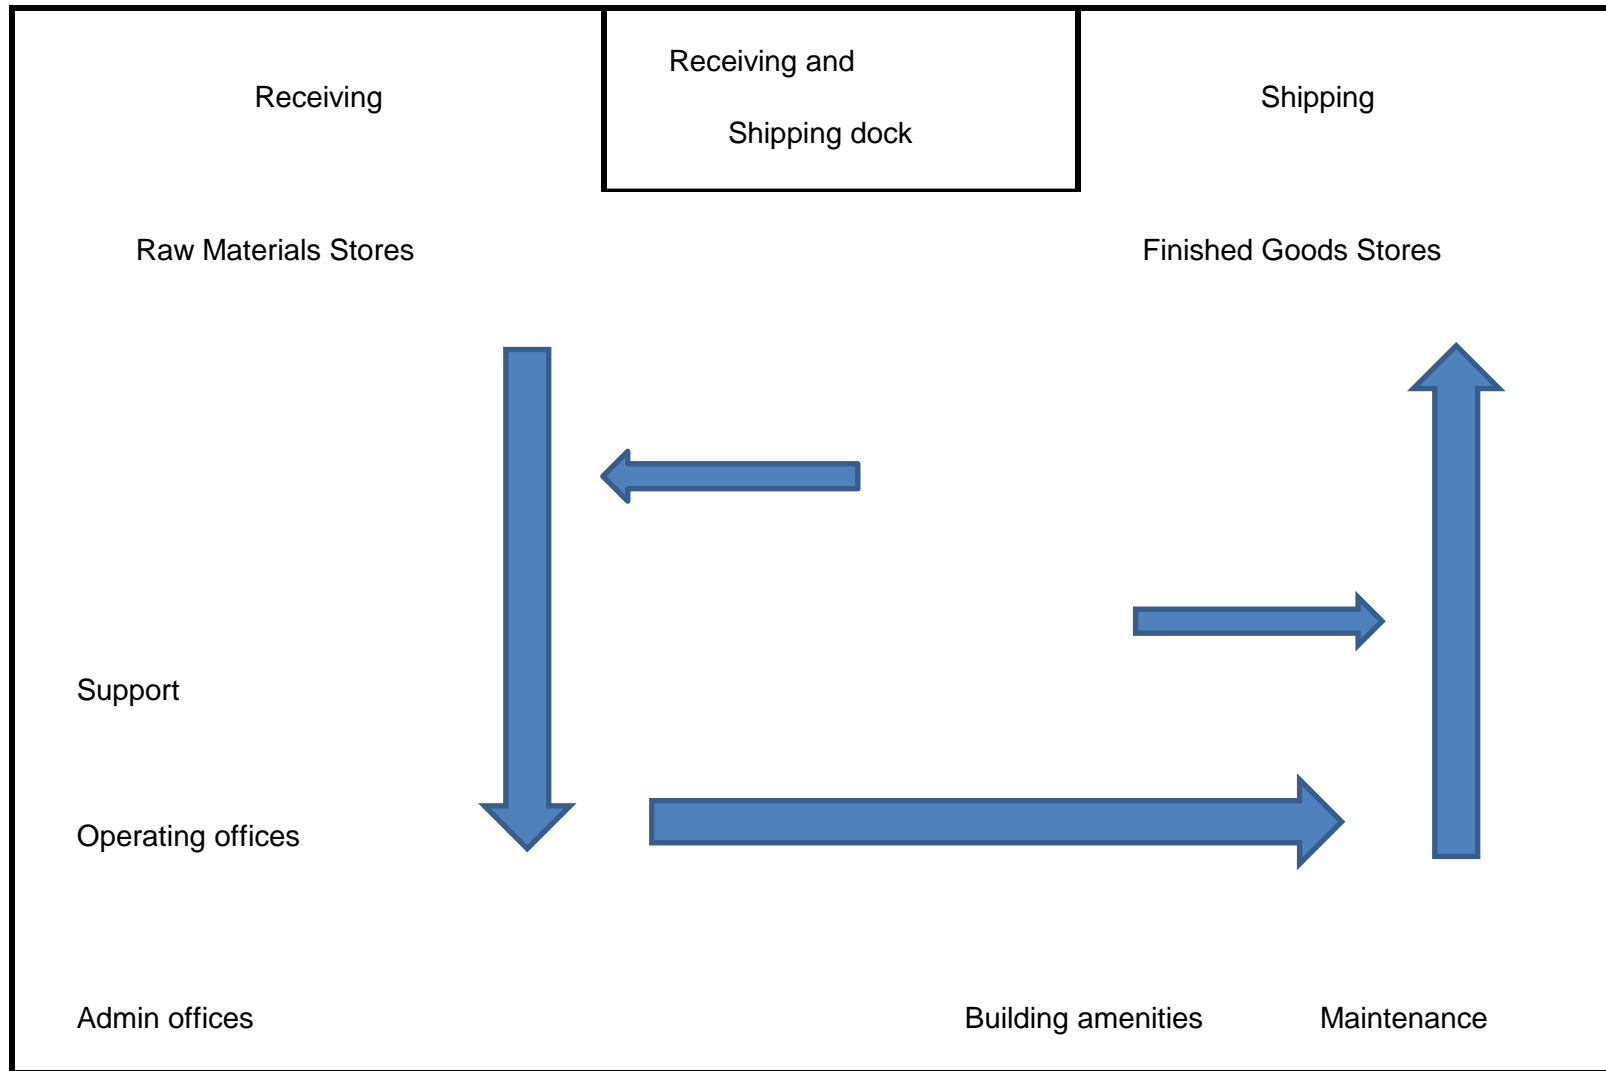 Receiving and
Receiving
Shipping
Shipping dock
Raw Materials Stores
Finished Goods Stores
Support
Operating offices
Admin offices
Building amenities
Maintenance